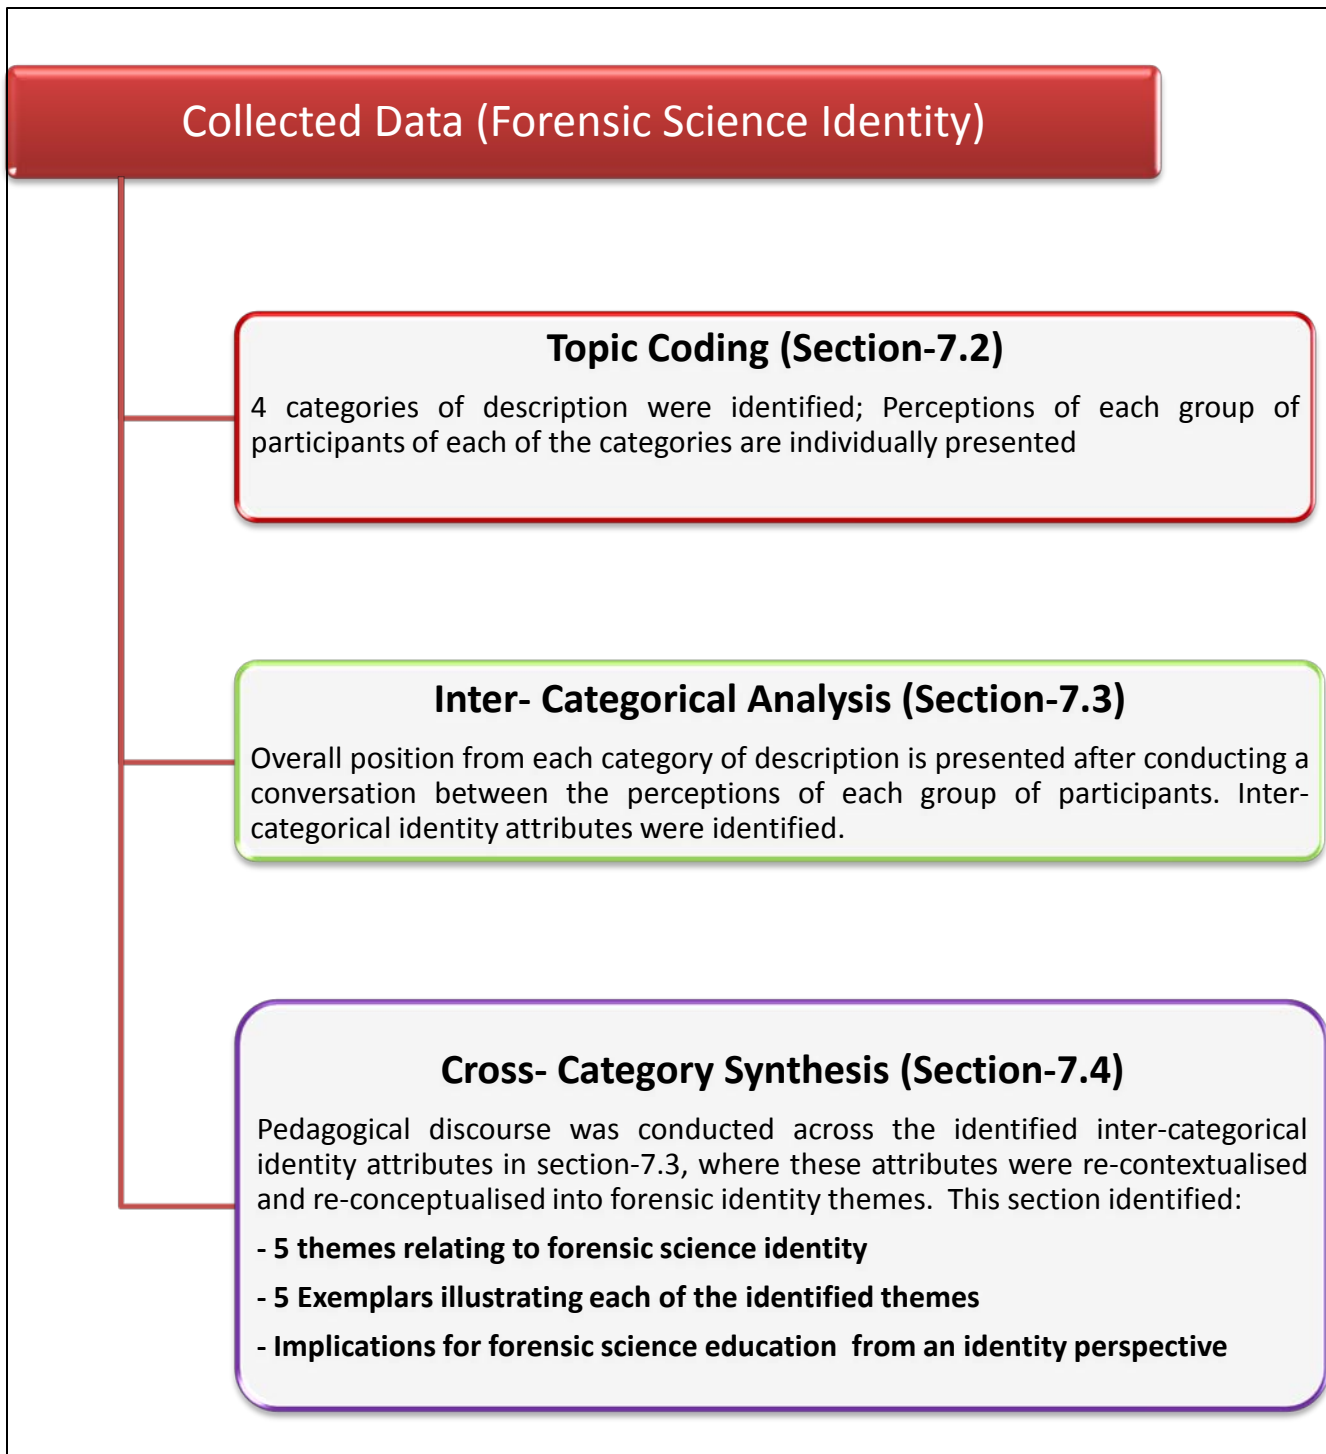 Collected Data (Forensic Science Identity)
Topic Coding (Section-7.2)
4 categories of description were identified; Perceptions of each group of
participants of each of the categories are individually presented
Inter- Categorical Analysis (Section-7.3)
Overall position from each category of description is presented after conducting a
conversation between the perceptions of each group of participants. Inter-
categorical identity attributes were identified.
Cross- Category Synthesis (Section-7.4)
Pedagogical discourse was conducted across the identified inter-categorical
identity attributes in section-7.3, where these attributes were re-contextualised
and re-conceptualised into forensic identity themes. This section identified:
- 5 themes relating to forensic science identity
- 5 Exemplars illustrating each of the identified themes
- Implications for forensic science education from an identity perspective